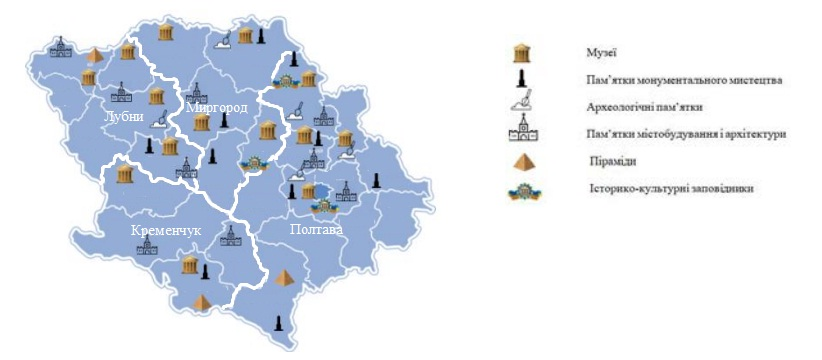 Лубни
Миргород
Кременчук
Полтава
Музеї
Пам’ятки монументального мистецтва
Археологічні пам’ятки
Пам’ятки містобудування і архітектури
Піраміди
Історико-культурні заповідники